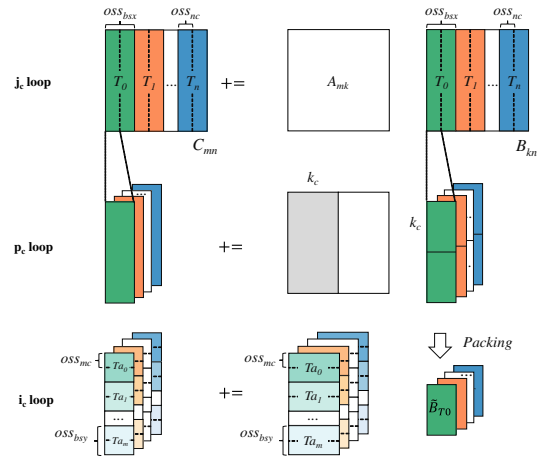 oss_bsx oss_nc oss_bsx oss_nc
j_c loop T_0 T_1 ... T_n += A_mk T_0 T_1 ... T_n
C_mn B_kn
...
k_c
k_c
p_c loop += ...
Packing
oss_mc Ta_0 oss_mc Ta_0 ...
i_c loop Ta_1 += Ta_1 B̃_T0
... ...
oss_bsy Ta_m oss_bsy Ta_m